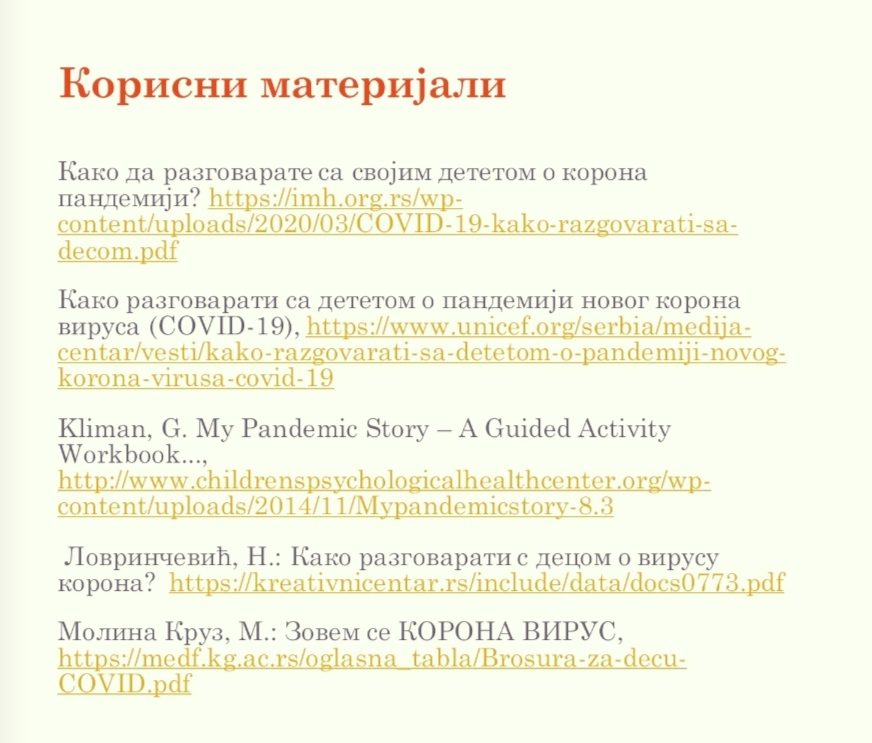 Корисни материјали
Како да разговарате са својим дететом о корона
пандемији? https://imh.org.rs/wp-
content/uploads/2020/03/COVID-19-kako-razgovarati-sa-
decom.pdf
Како разговарати са дететом о пандемији новог корона
вируса (COVID-19), https://www.unicef.org/serbia/medija-
centar/vesti/kako-razgovarati-sa-detetom-o-pandemiji-novog-
korona-virusa-covid-19
Kliman, G. My Pandemic Story – A Guided Activity
Workbook...,
http://www.childrenspsychologicalhealthcenter.org/wp-
content/uploads/2014/11/Mypandemicstory-8.3
Ловринчевић, Н.: Како разговарати с децом о вирусу
корона? https://kreativnicentar.rs/include/data/docs0773.pdf
Молина Круз, М.: Зовем се КОРОНА ВИРУС,
https://medf.kg.ac.rs/oglasna_tabla/Brosura-za-decu-
COVID.pdf